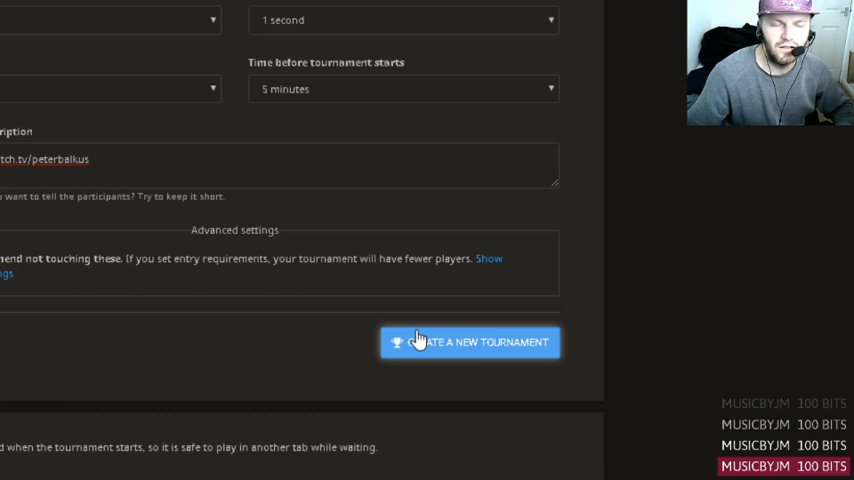 1 second
Time before tournament starts
5 minutes
ription
tch.tv/peterbalkus
u want to tell the participants? Try to keep it short.
Advanced settings
mend not touching these. If you set entry requirements, your tournament will have fewer players. Show
ngs
ATE A NEW TOURNAMENT
d when the tournament starts, so it is safe to play in another tab while waiting.
MUSICBYJM 100 BITS
MUSICBYJM 100 BITS
MUSICBYJM 100 BITS
MUSICBYJM 100 BITS